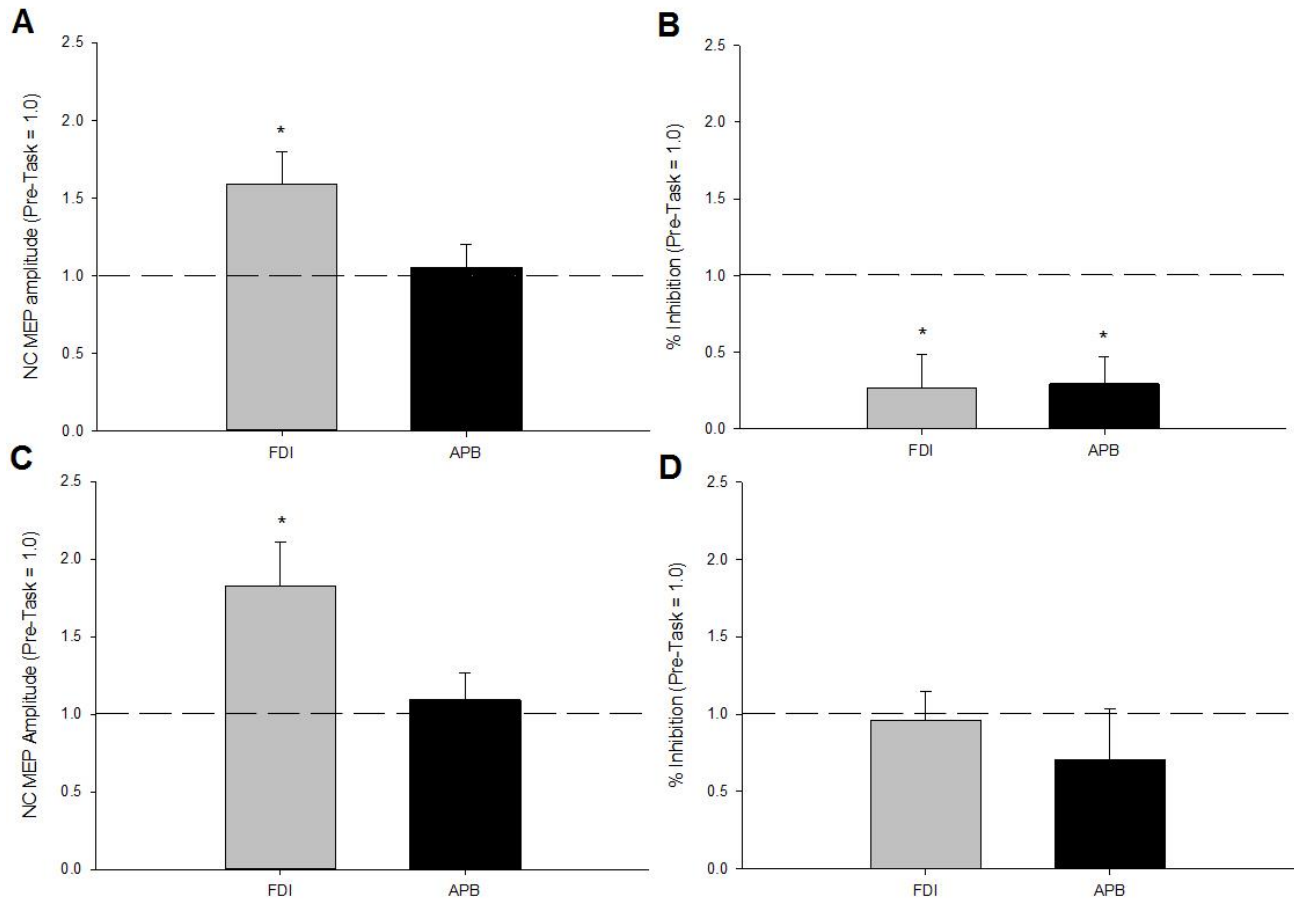 A
NC MEP amplitude (Pre-Task = 1.0)
2.5
2.0
1.5
1.0
0.5
0.0
*
FDI
APB
B
% Inhibition (Pre-Task = 1.0)
2.5
2.0
1.5
1.0
0.5
0.0
*
*
FDI
APB
C
NC MEP Amplitude (Pre-Task = 1.0)
2.5
2.0
1.5
1.0
0.5
0.0
*
FDI
APB
D
% Inhibition (Pre-Task = 1.0)
2.5
2.0
1.5
1.0
0.5
0.0
FDI
APB